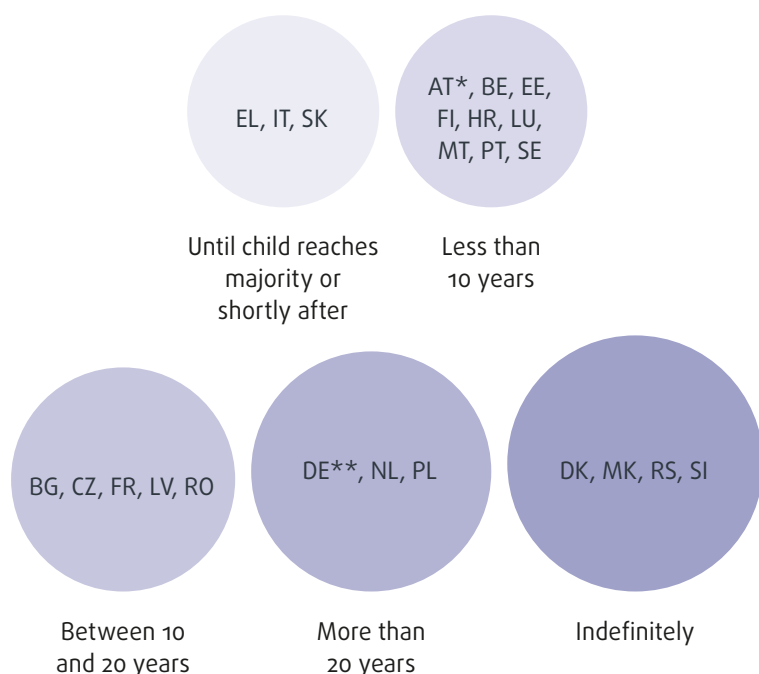 EL, IT, SK
AT*, BE, EE,
FI, HR, LU,
MT, PT, SE
Until child reaches
majority or
shortly after
Less than
10 years
BG, CZ, FR, LV, RO
DE**, NL, PL
DK, MK, RS, SI
Between 10
and 20 years
More than
20 years
Indefinitely